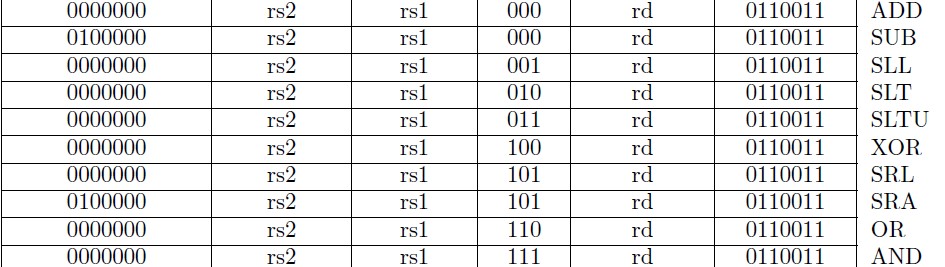 0000000 rs2 rs1 000 rd 0110011 ADD
0100000 rs2 rs1 000 rd 0110011 SUB
0000000 rs2 rs1 001 rd 0110011 SLL
0000000 rs2 rs1 010 rd 0110011 SLT
0000000 rs2 rs1 011 rd 0110011 SLTU
0000000 rs2 rs1 100 rd 0110011 XOR
0000000 rs2 rs1 101 rd 0110011 SRL
0100000 rs2 rs1 101 rd 0110011 SRA
0000000 rs2 rs1 110 rd 0110011 OR
0000000 rs2 rs1 111 rd 0110011 AND